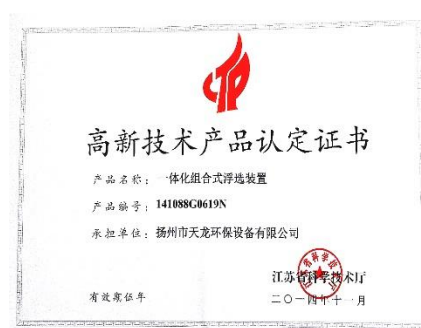 高新技术产品认定证书
产品名称：一体化组合式浮选装置
产品编号：141088G0619N
承担单位：扬州市天龙环保设备有限公司
江苏省科学技术厅
有效期伍年
二〇一四年十一月